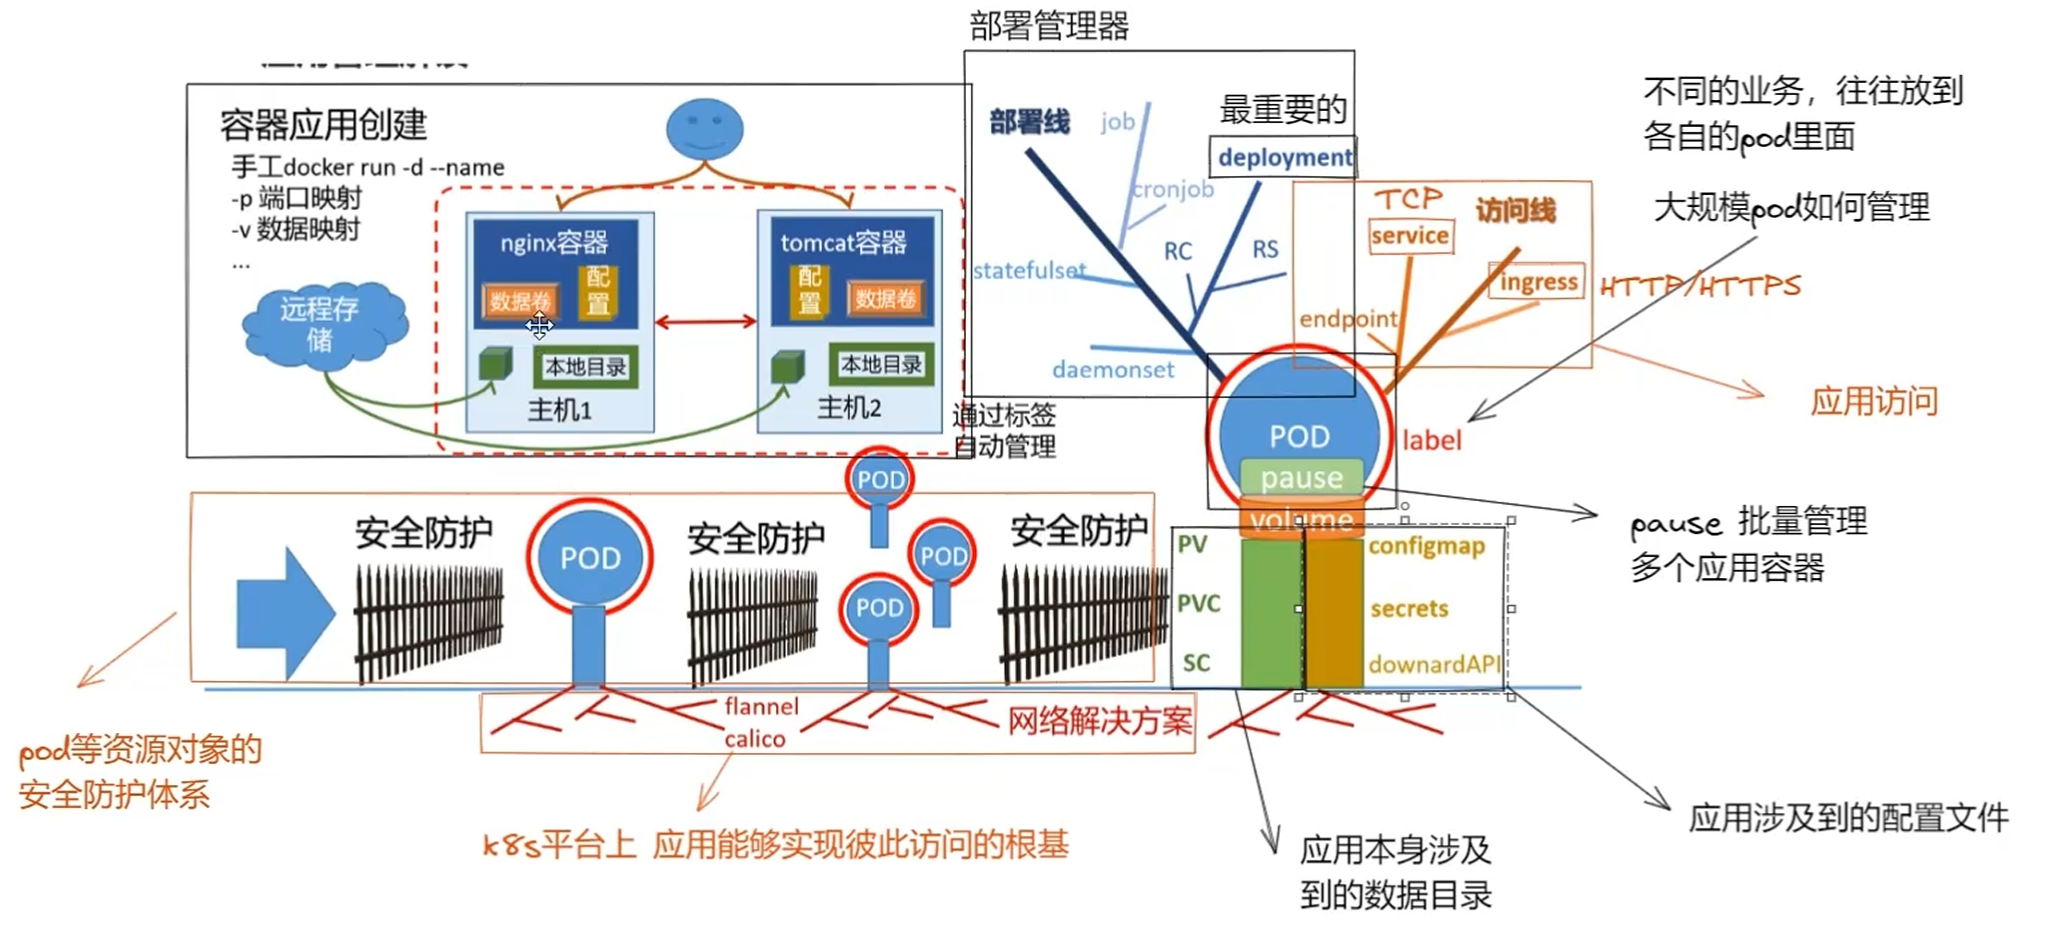 部署管理器
容器应用创建
手工docker run -d --name
-p 端口映射
-v 数据映射
...
远程存
储
nginx容器
数据卷
配
置
本地目录
主机1
tomcat容器
配
置
数据卷
本地目录
主机2
通过标签
自动管理
部署线
job
最重要的
deployment
cronjob
RC
RS
statefulset
daemonset
TCP
service
访问线
ingress
HTTP/HTTPS
endpoint
不同的业务，往往放到
各自的pod里面
大规模pod如何管理
应用访问
POD
label
pause
volume
pause 批量管理
多个应用容器
PV
PVC
SC
configmap
secrets
downardAPI
安全防护
POD
安全防护
POD
POD
POD
安全防护
flannel
calico
网络解决方案
pod等资源对象的
安全防护体系
k8s平台上 应用能够实现彼此访问的根基
应用本身涉及
到的数据目录
应用涉及到的配置文件